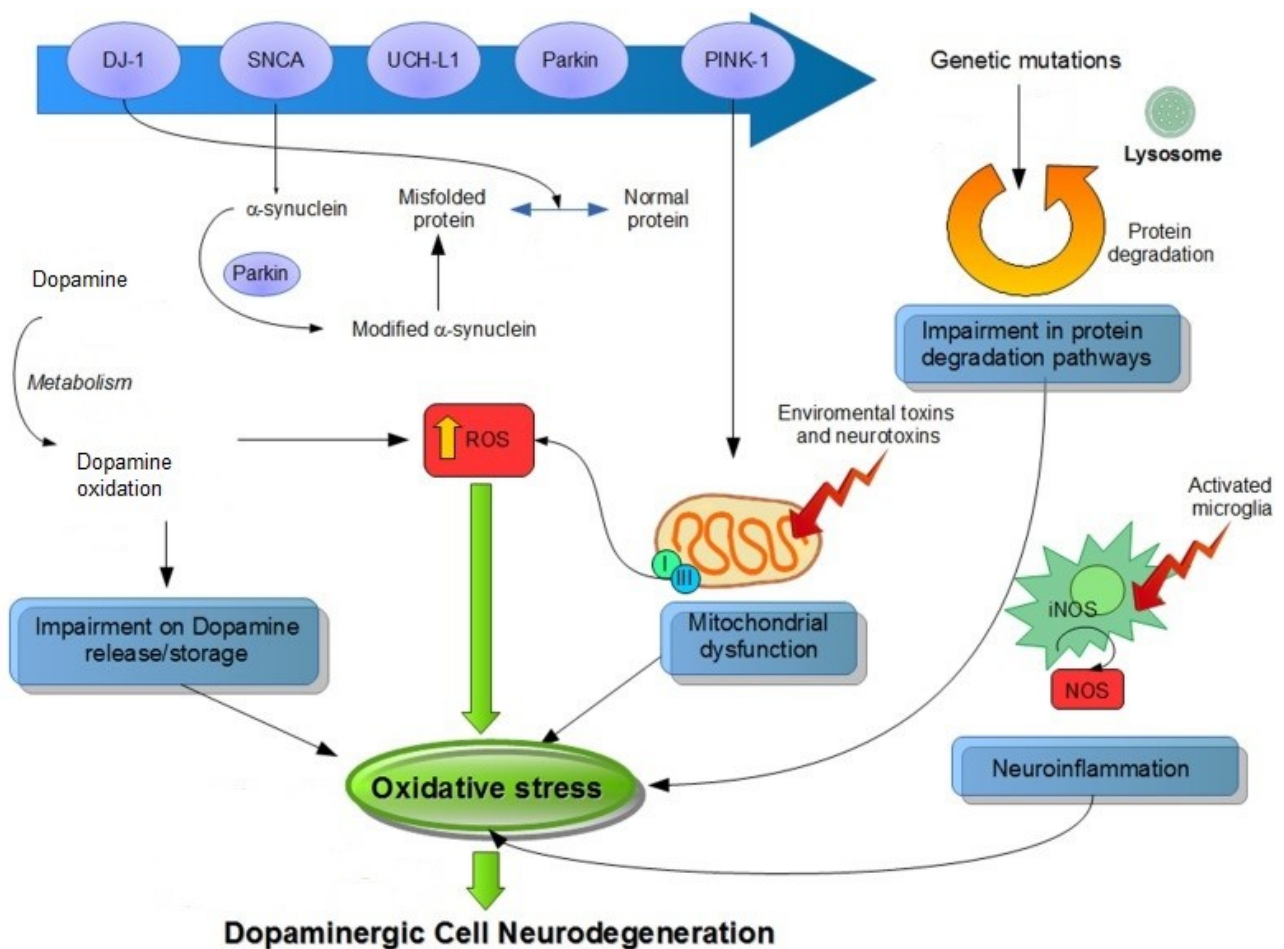 DJ-1
SNCA
UCH-L1
Parkin
PINK-1
Genetic mutations
Lysosome
α-synuclein
Misfolded
protein
Normal
protein
Protein
degradation
Parkin
Dopamine
Modified α-synuclein
Impairment in protein
degradation pathways
Metabolism
ROS
Enviromental toxins
and neurotoxins
Dopamine
oxidation
Activated
microglia
I
III
iNOS
Impairment on Dopamine
release/storage
Mitochondrial
dysfunction
NOS
Oxidative stress
Neuroinflammation
Dopaminergic Cell Neurodegeneration